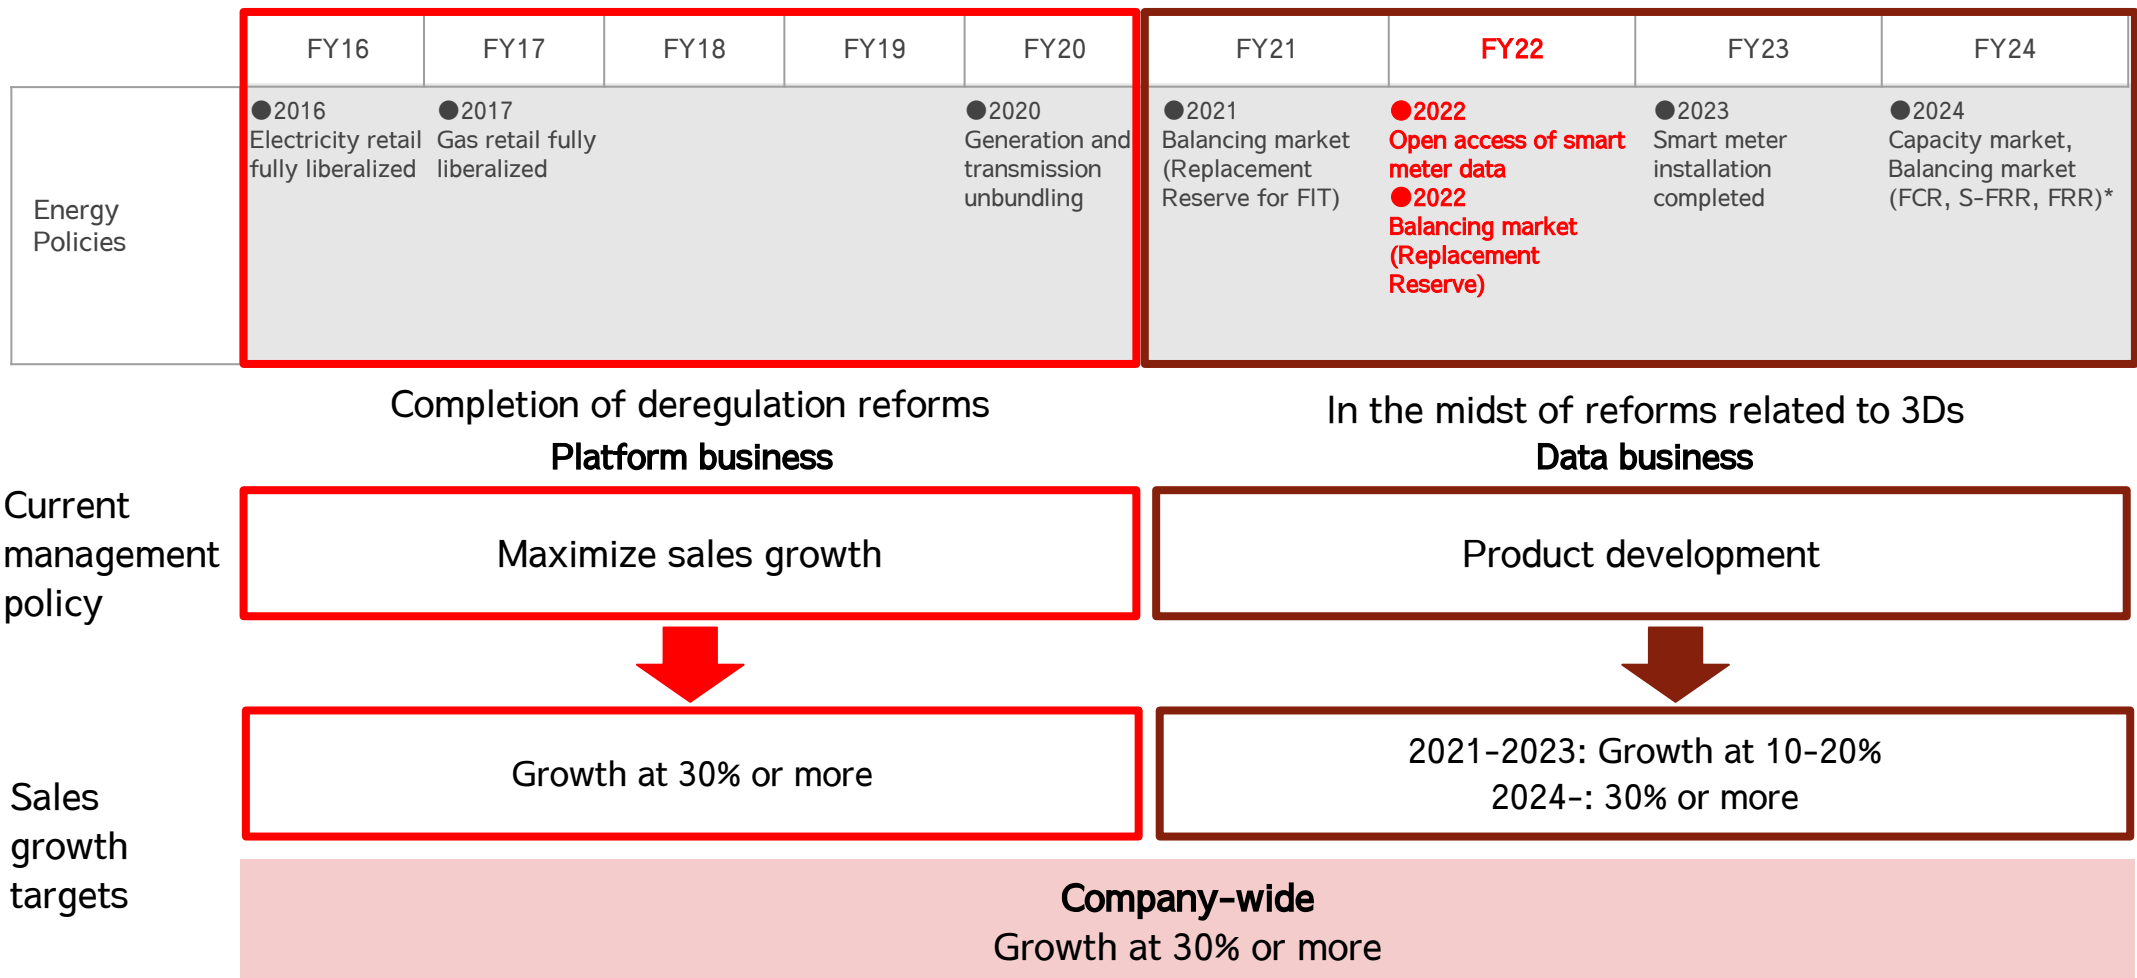 FY16 FY17 FY18 FY19 FY20 FY21 FY22 FY23 FY24
Energy
Policies
●2016
Electricity retail
fully liberalized
●2017
Gas retail fully
liberalized
●2020
Generation and
transmission
unbundling
●2021
Balancing market
(Replacement
Reserve for FIT)
●2022
Open access of smart
meter data
●2022
Balancing market
(Replacement
Reserve)
●2023
Smart meter
installation
completed
●2024
Capacity market,
Balancing market
(FCR, S-FRR, FRR)*
Completion of deregulation reforms
Platform business
In the midst of reforms related to 3Ds
Data business
Current
management
policy
Maximize sales growth
Product development
Sales
growth
targets
Growth at 30% or more
2021-2023: Growth at 10-20%
2024-: 30% or more
Company-wide
Growth at 30% or more